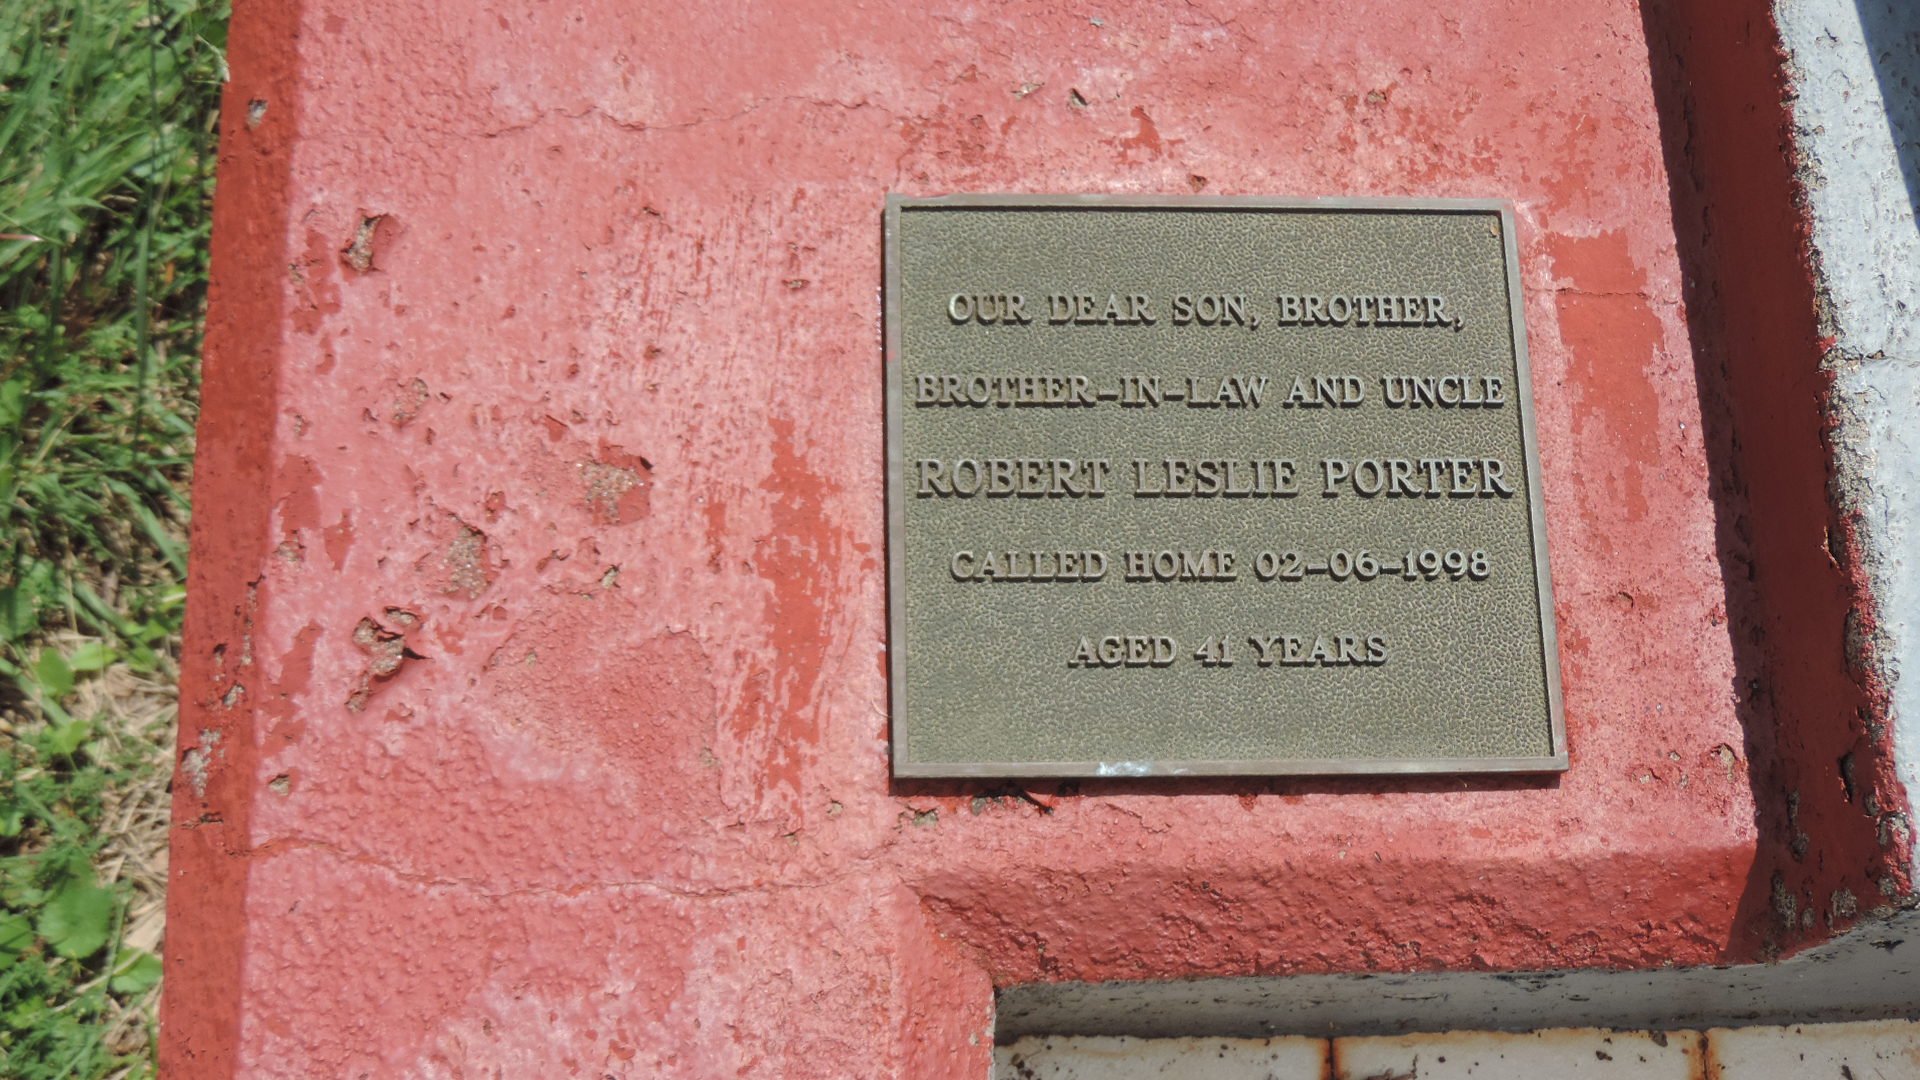 OUR DEAR SON, BROTHER,
BROTHER-IN-LAW AND UNCLE
ROBERT LESLIE PORTER
CALLED HOME 02-06-1998
AGED 41 YEARS